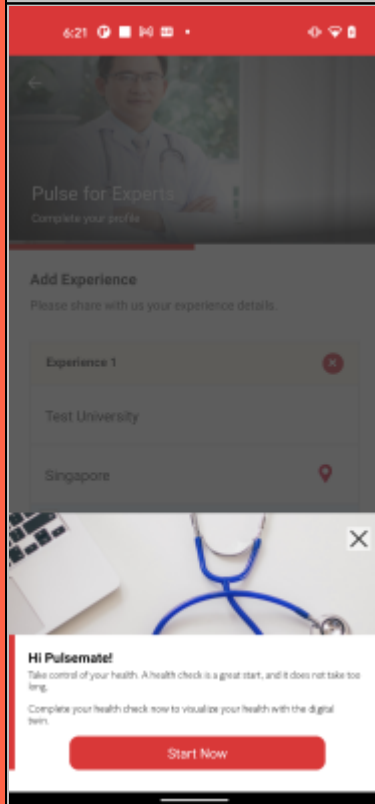 6:21
Pulse for Experts
Complete your profile
Add Experience
Please share with us your experience details.
Experience 1
Test University
Singapore
Hi Pulsemate!
Take control of your health. A health check is a great start, and it does not take too
long.
Complete your health check now to visualize your health with the digital
twin.
Start Now